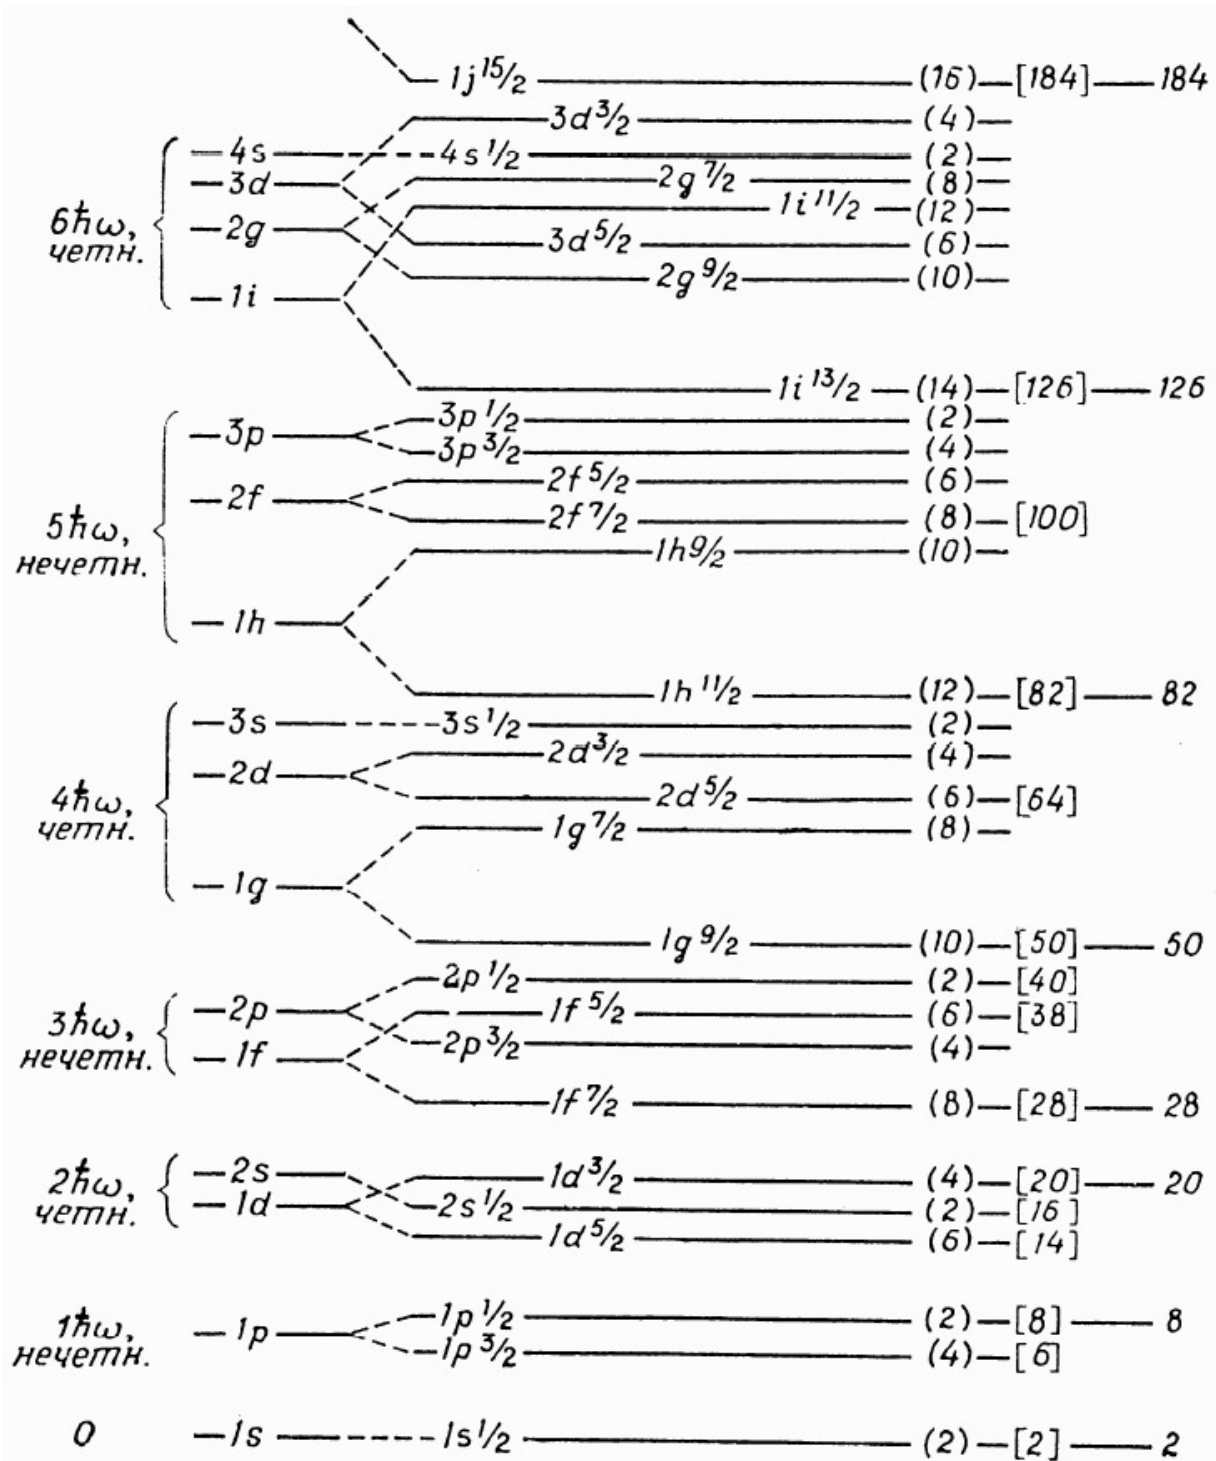 1j 15/2 (16) [184] 184
3d 3/2 (4)
4s 4s 1/2 (2)
3d 2g 7/2 (8)
6ħω, 1i 11/2 (12)
четн. 2g 3d 5/2 (6)
2g 9/2 (10)
1i
1i 13/2 (14) [126] 126
3p 1/2 (2)
3p 3p 3/2 (4)
2f 5/2 (6)
2f 2f 7/2 (8) [100]
5ħω, 1h 9/2 (10)
нечетн.
1h
1h 11/2 (12) [82] 82
3s 3s 1/2 (2)
2d 3/2 (4)
2d 2d 5/2 (6) [64]
4ħω, 1g 7/2 (8)
четн.
1g
1g 9/2 (10) [50] 50
2p 1/2 (2) [40]
2p 1f 5/2 (6) [38]
3ħω, 2p 3/2 (4)
нечетн. 1f
1f 7/2 (8) [28] 28
2s 1d 3/2 (4) [20] 20
2ħω, 1d 2s 1/2 (2) [16]
четн. 1d 5/2 (6) [14]
1p 1/2 (2) [8] 8
1ħω, 1p
нечетн. 1p 3/2 (4) [6]
0 1s 1s 1/2 (2) [2] 2